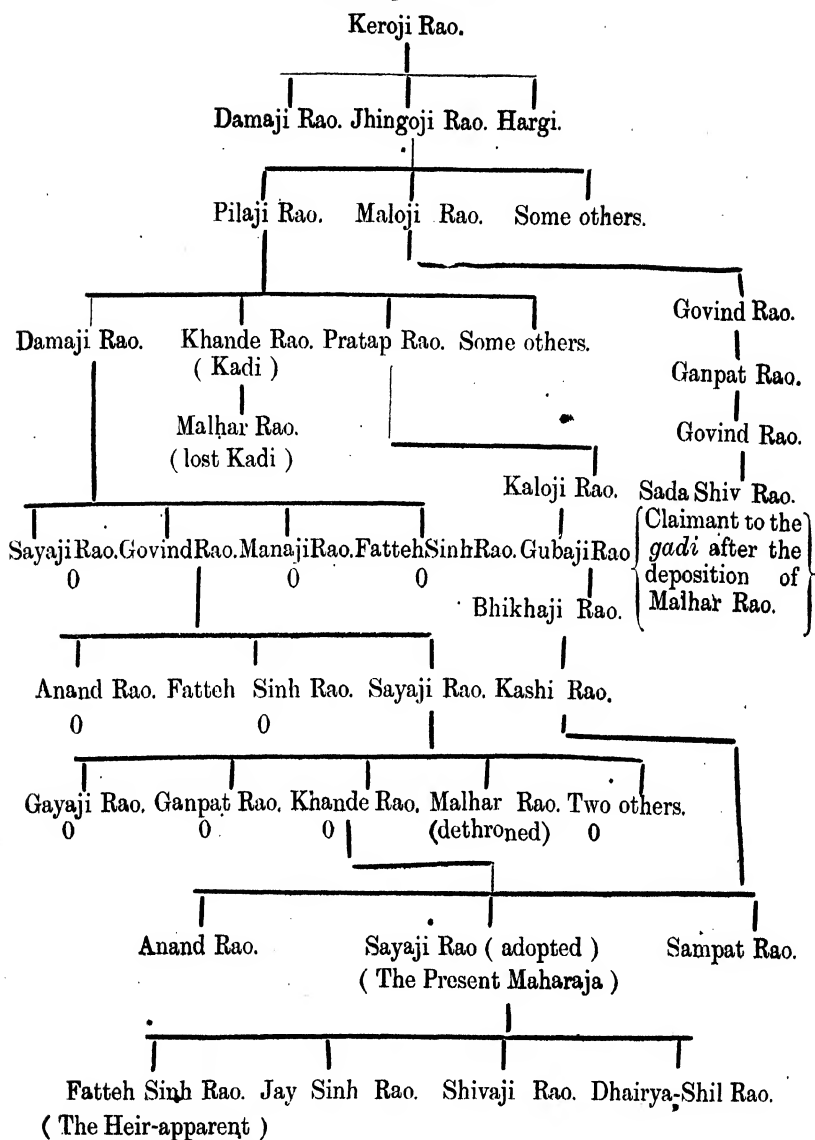 Keroji Rao.
Damaji Rao. Jhingoji Rao. Hargi.
Pilaji Rao. Maloji Rao. Some others.
Govind Rao.
Damaji Rao. Khande Rao. Pratap Rao. Some others.
( Kadi )
Ganpat Rao.
Malhar Rao.
( lost Kadi )
Govind Rao.
Kaloji Rao. Sada Shiv Rao.
Sayaji Rao. Govind Rao. Manaji Rao. Fatteh Sinh Rao. Gubaji Rao
Claimant to the
gadi after the
deposition of
Malhar Rao.
0 0 0
Bhikhaji Rao.
Anand Rao. Fatteh Sinh Rao. Sayaji Rao. Kashi Rao.
0 0
Gayaji Rao. Ganpat Rao. Khande Rao. Malhar Rao. Two others.
0 0 0 (dethroned) 0
Anand Rao. Sayaji Rao ( adopted ) Sampat Rao.
( The Present Maharaja )
Fatteh Sinh Rao. Jay Sinh Rao. Shivaji Rao. Dhairya-Shil Rao.
( The Heir-apparent )